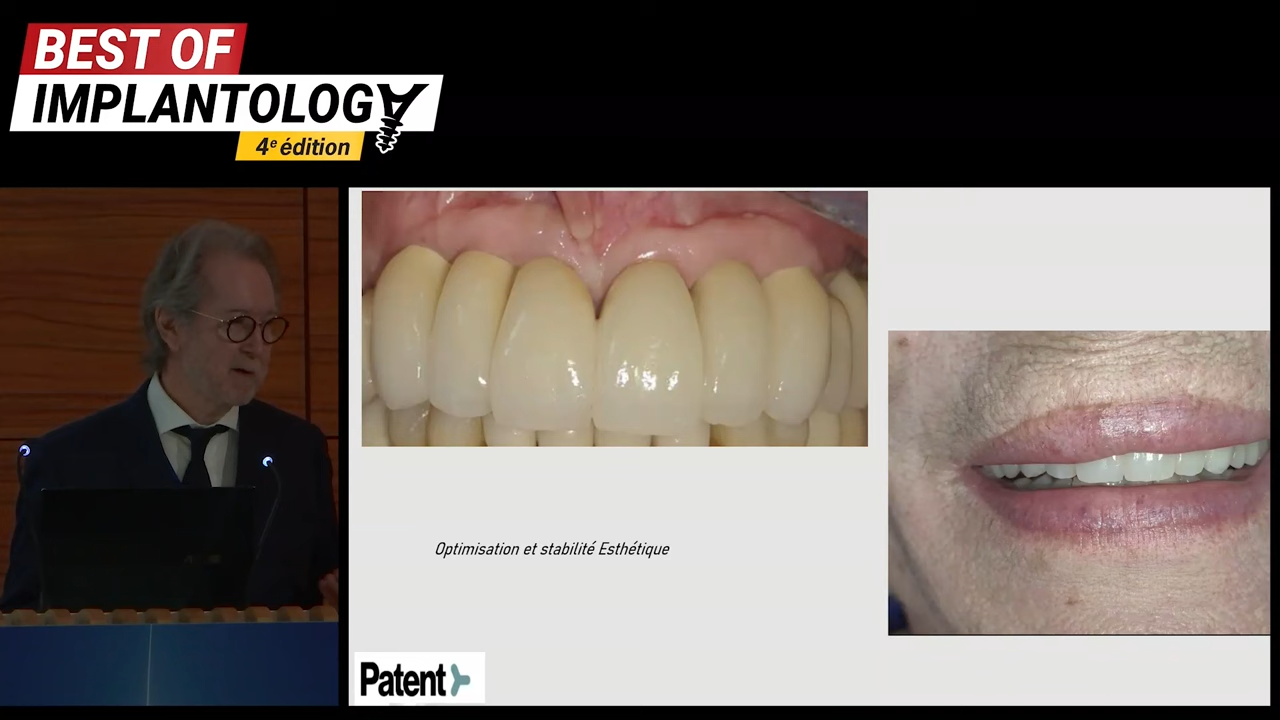 BEST OF
IMPLANTOLOGY
4e édition
Optimisation et stabilité Esthétique
Patent